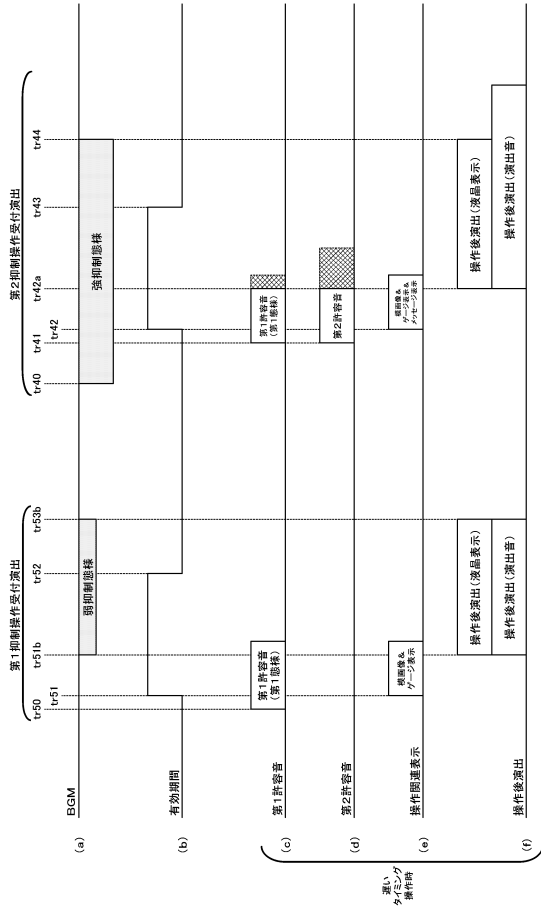 第1抑制操作受付演出
第2抑制操作受付演出
tr50
tr51
tr51b
tr52
tr53b
tr40
tr41
tr42
tr42a
tr43
tr44
(a)
BGM
弱抑制態様
強抑制態様
(b)
有効期間
遅い
タイミング
操作時
(c)
第1許容音
第1許容音
(第1態様)
第1許容音
(第1態様)
(d)
第2許容音
第2許容音
(e)
操作関連表示
模画像&
ゲージ表示
模画像&
ゲージ表示&
メッセージ表示
(f)
操作後演出
操作後演出(液晶表示)
操作後演出(演出音)
操作後演出(液晶表示)
操作後演出(演出音)